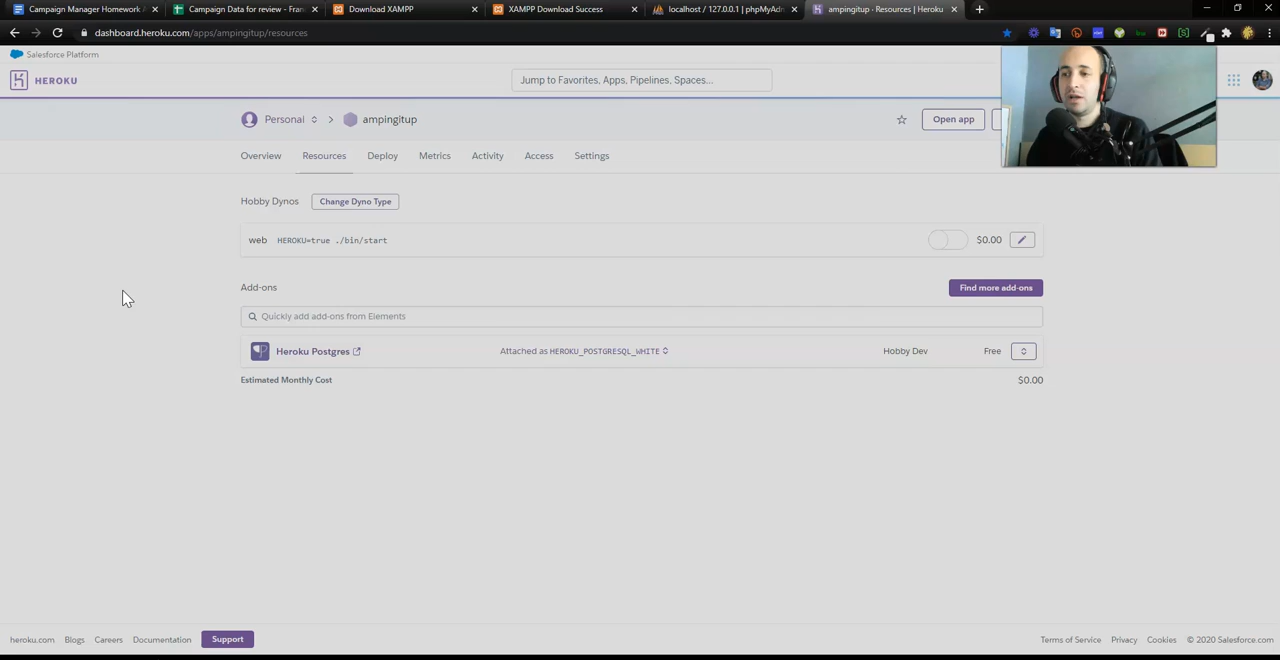 Campaign Manager Homework A
Campaign Data for review - Fran
Download XAMPP
XAMPP Download Success
localhost / 127.0.0.1 | phpMyAdm
ampingitup · Resources | Heroku
dashboard.heroku.com/apps/ampingitup/resources
Salesforce Platform
HEROKU
Jump to Favorites, Apps, Pipelines, Spaces...
Personal
ampingitup
Open app
Overview
Resources
Deploy
Metrics
Activity
Access
Settings
Hobby Dynos
Change Dyno Type
web HEROKU=true ./bin/start
$0.00
Add-ons
Find more add-ons
Quickly add add-ons from Elements
Heroku Postgres
Attached as HEROKU_POSTGRESQL_WHITE
Hobby Dev
Free
Estimated Monthly Cost
$0.00
heroku.com
Blogs
Careers
Documentation
Support
Terms of Service
Privacy
Cookies
© 2020 Salesforce.com